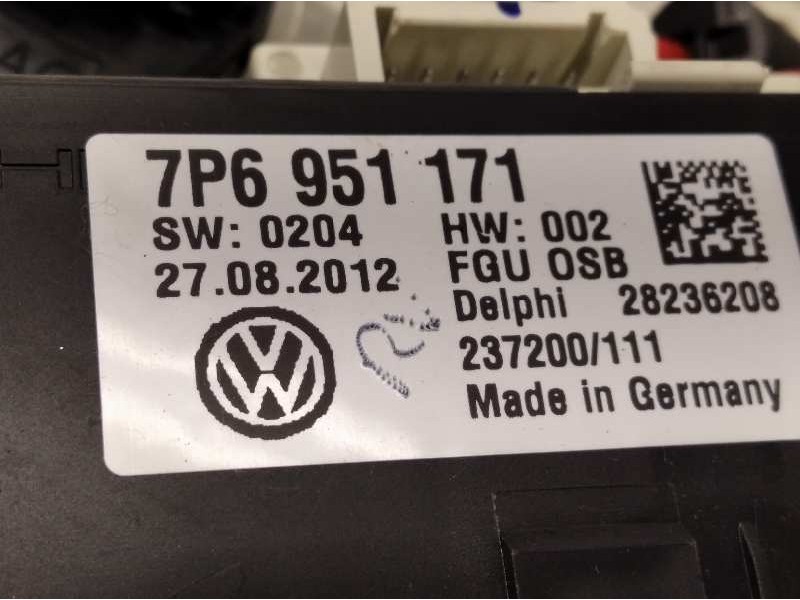 7P6 951 171
SW: 0204 HW: 002
27.08.2012 FGU OSB
Delphi 28236208
237200/111
Made in Germany